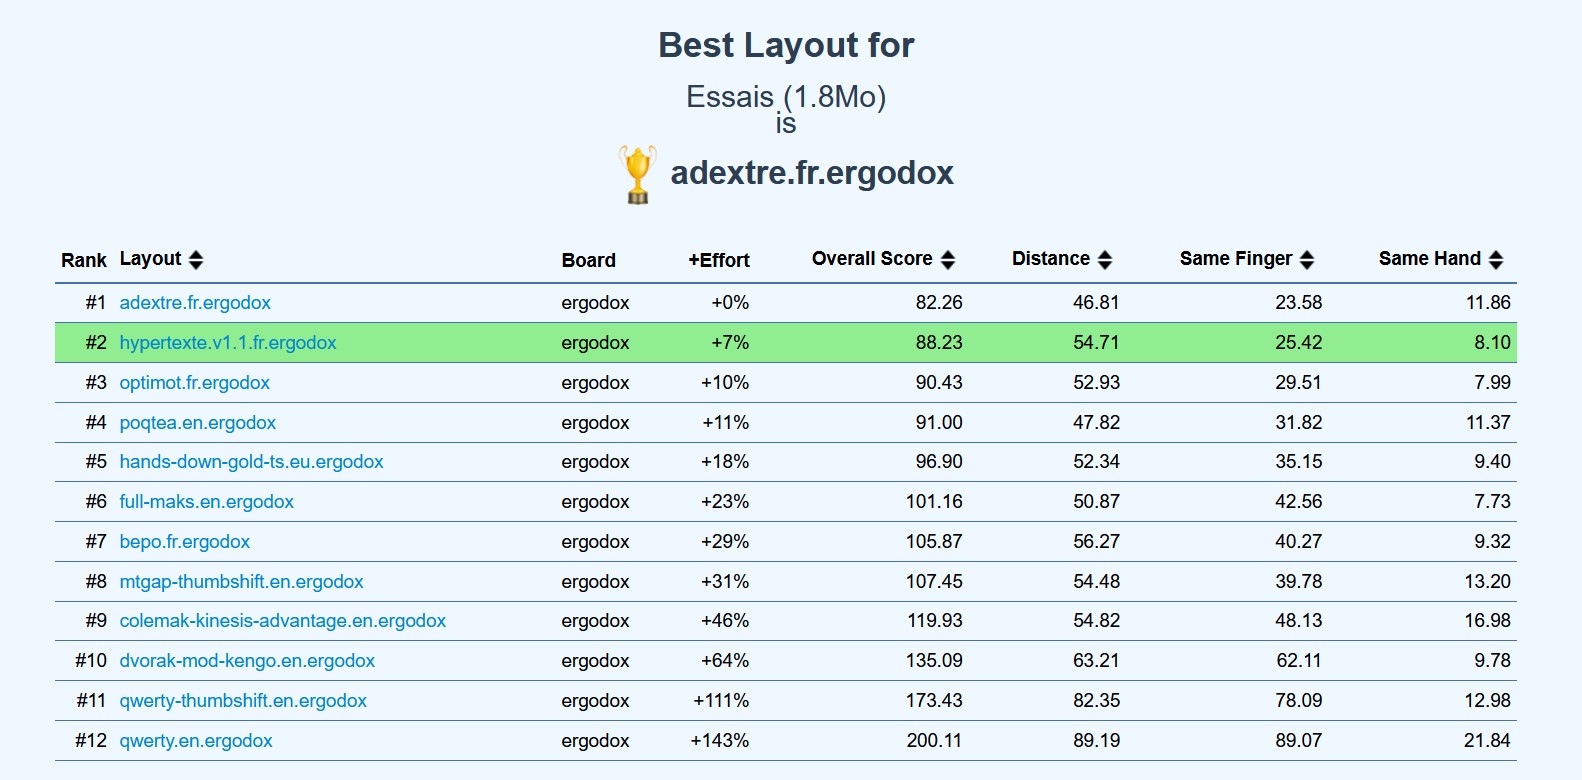 Best Layout for
Essais (1.8Mo)
is
adextre.fr.ergodox
Rank Layout Board +Effort Overall Score Distance Same Finger Same Hand
#1 adextre.fr.ergodox ergodox +0% 82.26 46.81 23.58 11.86
#2 hypertexte.v1.1.fr.ergodox ergodox +7% 88.23 54.71 25.42 8.10
#3 optimot.fr.ergodox ergodox +10% 90.43 52.93 29.51 7.99
#4 poqtea.en.ergodox ergodox +11% 91.00 47.82 31.82 11.37
#5 hands-down-gold-ts.eu.ergodox ergodox +18% 96.90 52.34 35.15 9.40
#6 full-maks.en.ergodox ergodox +23% 101.16 50.87 42.56 7.73
#7 bepo.fr.ergodox ergodox +29% 105.87 56.27 40.27 9.32
#8 mtgap-thumbshift.en.ergodox ergodox +31% 107.45 54.48 39.78 13.20
#9 colemak-kinesis-advantage.en.ergodox ergodox +46% 119.93 54.82 48.13 16.98
#10 dvorak-mod-kengo.en.ergodox ergodox +64% 135.09 63.21 62.11 9.78
#11 qwerty-thumbshift.en.ergodox ergodox +111% 173.43 82.35 78.09 12.98
#12 qwerty.en.ergodox ergodox +143% 200.11 89.19 89.07 21.84